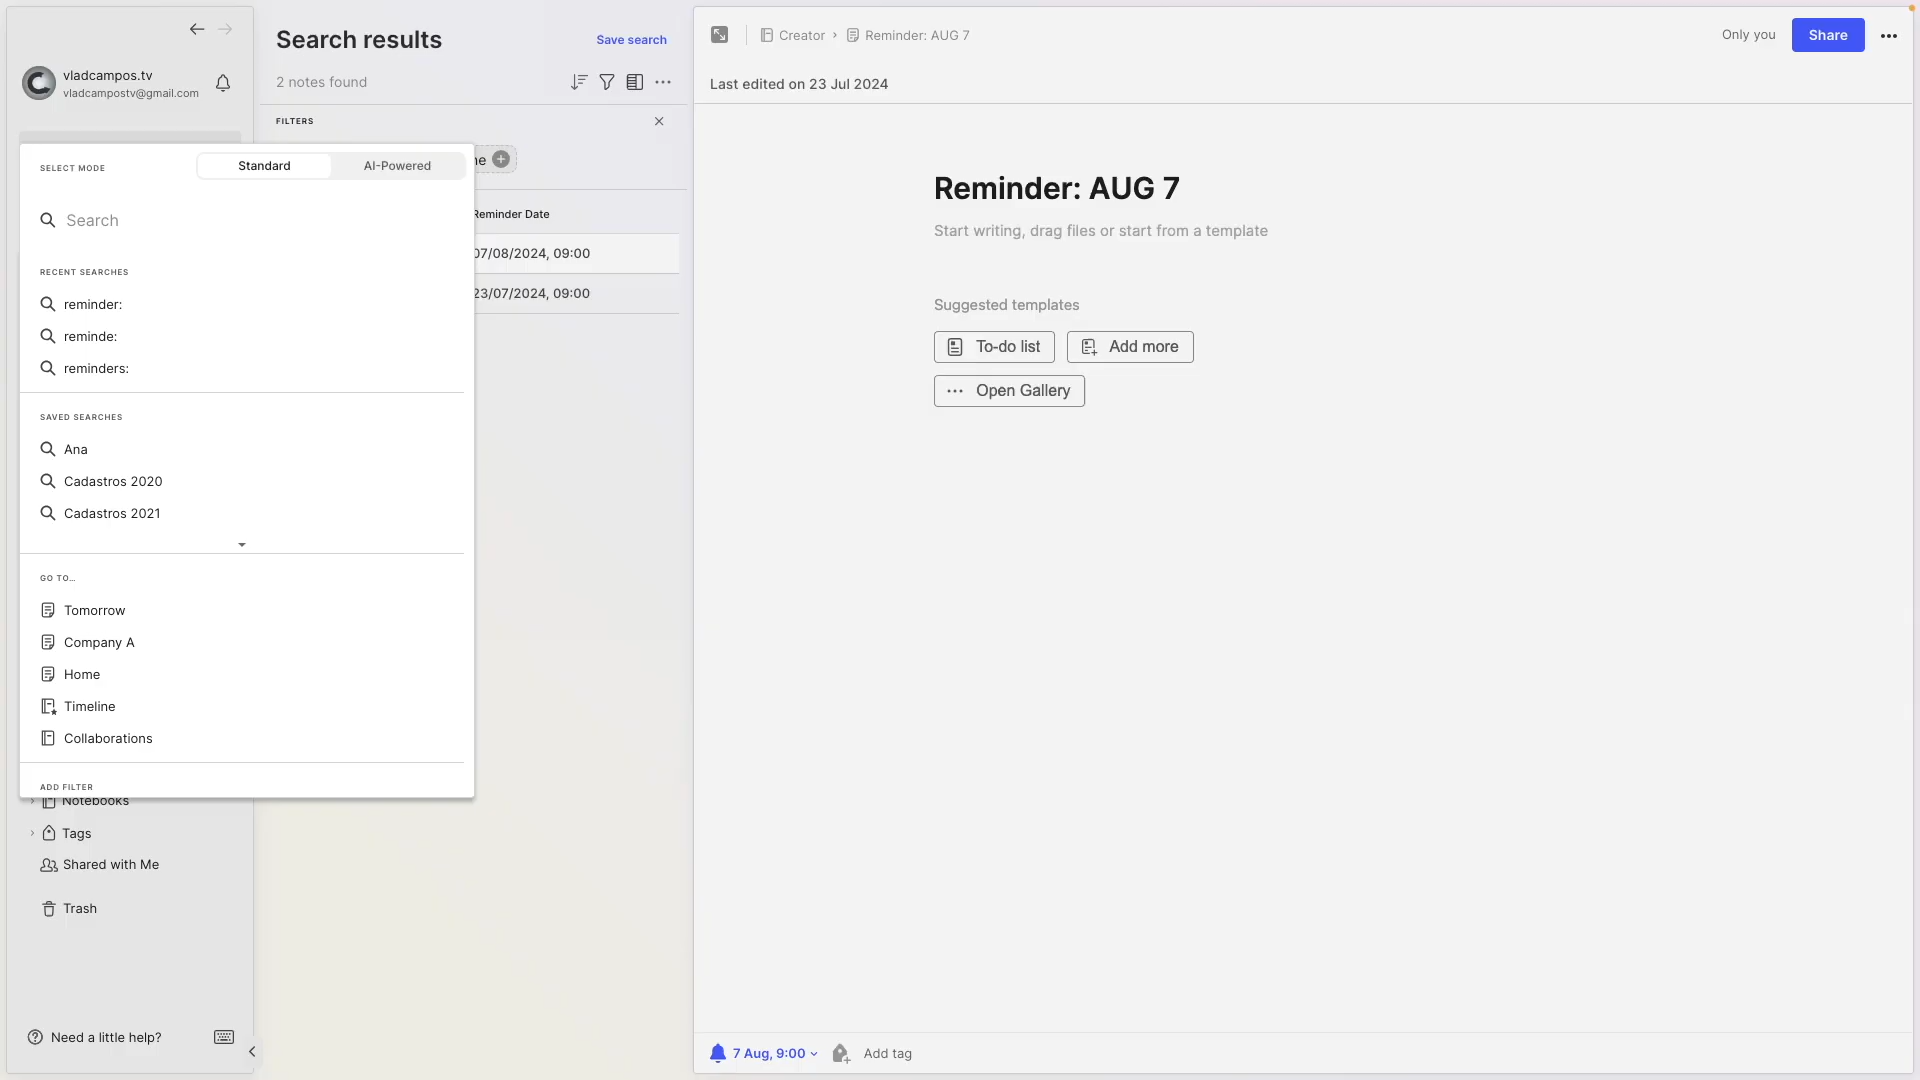 vladcampos.tv
vladcampostv@gmail.com
SELECT MODE
Standard
AI-Powered
Search
RECENT SEARCHES
reminder:
reminde:
reminders:
SAVED SEARCHES
Ana
Cadastros 2020
Cadastros 2021
GO TO...
Tomorrow
Company A
Home
Timeline
Collaborations
ADD FILTER
Notebooks
Tags
Shared with Me
Trash
Need a little help?
Search results
Save search
2 notes found
FILTERS
Reminder Date
07/08/2024, 09:00
23/07/2024, 09:00
Creator › Reminder: AUG 7
Only you
Share
Last edited on 23 Jul 2024
Reminder: AUG 7
Start writing, drag files or start from a template
Suggested templates
To-do list
Add more
Open Gallery
7 Aug, 9:00
Add tag